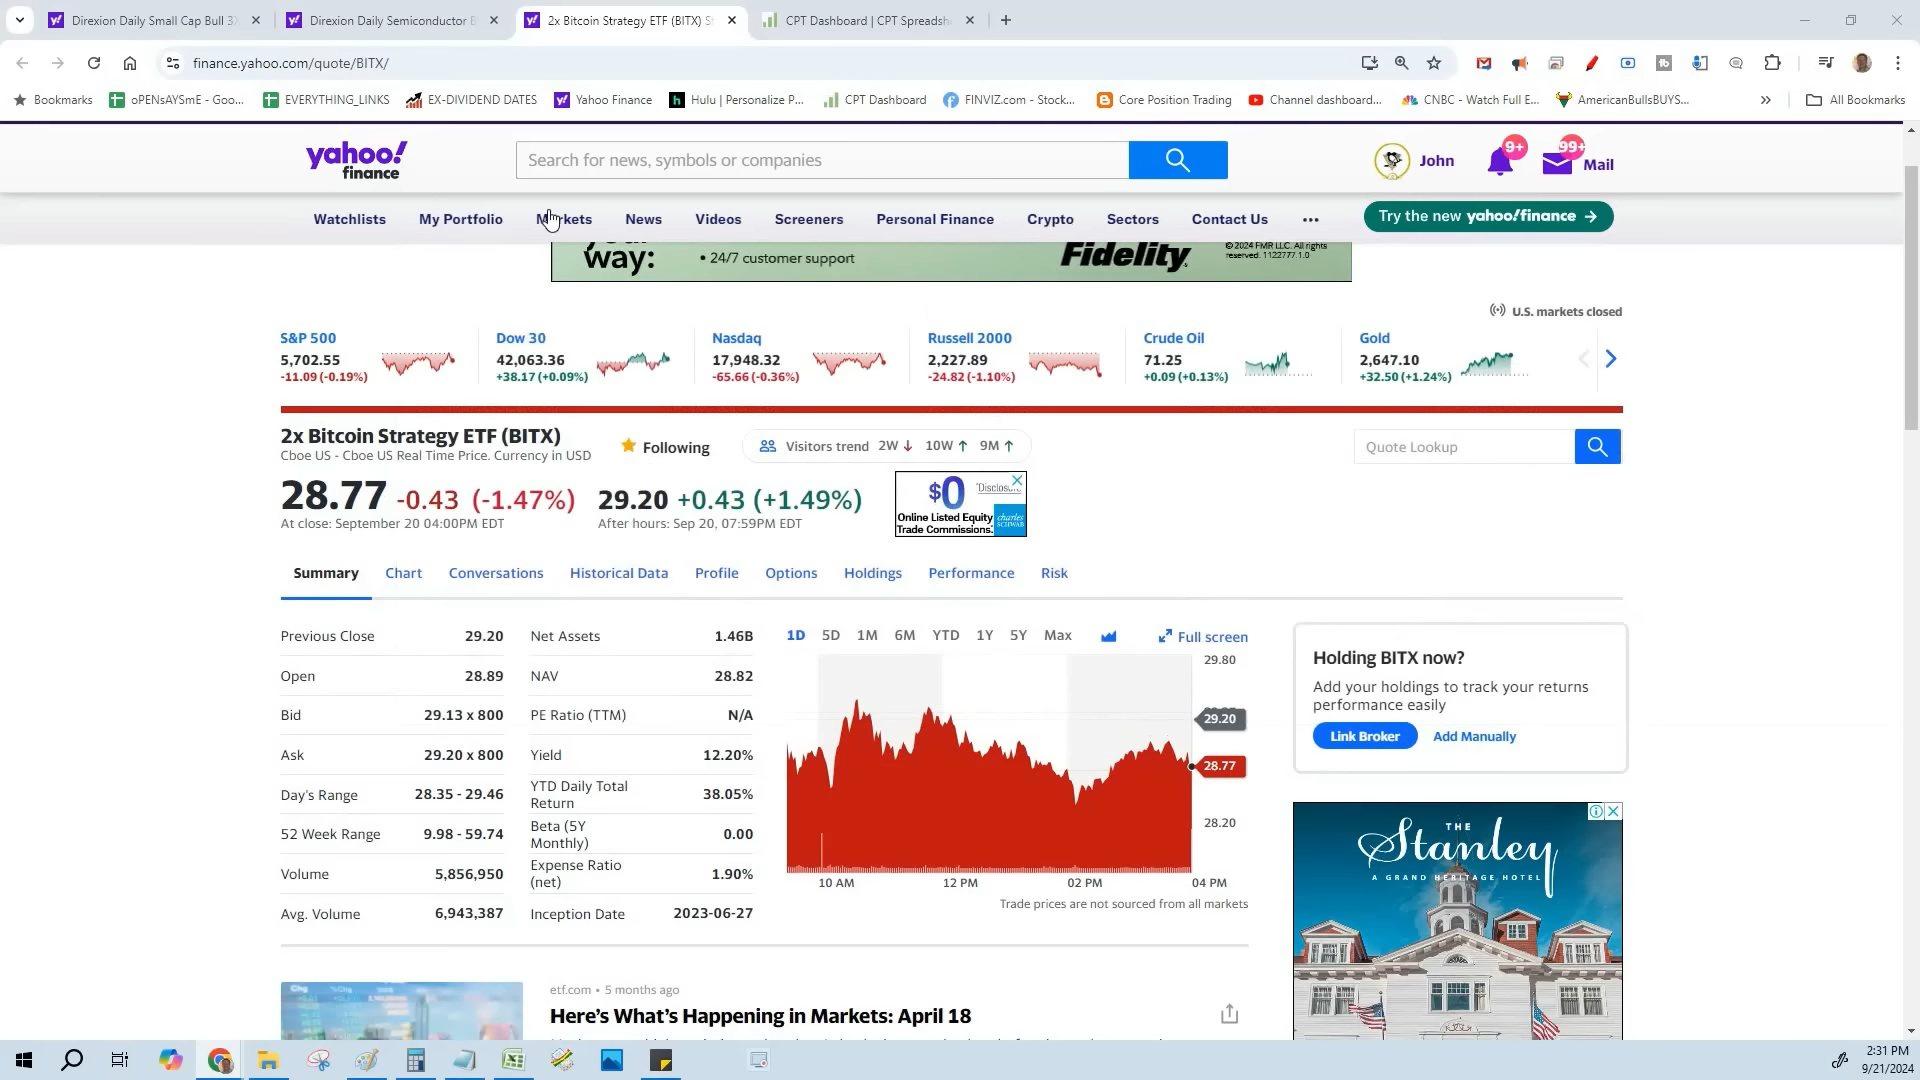 Direxion Daily Small Cap Bull 3X
Direxion Daily Semiconductor B
2x Bitcoin Strategy ETF (BITX) S
CPT Dashboard | CPT Spreadsh
finance.yahoo.com/quote/BITX/
Bookmarks
oPENsAYSmE - Goo...
EVERYTHING_LINKS
EX-DIVIDEND DATES
Yahoo Finance
Hulu | Personalize P...
CPT Dashboard
FINVIZ.com - Stock...
Core Position Trading
Channel dashboard...
CNBC - Watch Full E...
AmericanBullsBUYS...
All Bookmarks
yahoo!
finance
Search for news, symbols or companies
John
9+
99+
Mail
Watchlists
My Portfolio
Markets
News
Videos
Screeners
Personal Finance
Crypto
Sectors
Contact Us
Try the new yahoo!finance
way:
• 24/7 customer support
Fidelity
© 2024 FMR LLC. All rights
reserved. 1122777.1.0
U.S. markets closed
S&P 500
5,702.55
-11.09 (-0.19%)
Dow 30
42,063.36
+38.17 (+0.09%)
Nasdaq
17,948.32
-65.66 (-0.36%)
Russell 2000
2,227.89
-24.82 (-1.10%)
Crude Oil
71.25
+0.09 (+0.13%)
Gold
2,647.10
+32.50 (+1.24%)
2x Bitcoin Strategy ETF (BITX)
Cboe US - Cboe US Real Time Price. Currency in USD
Following
Visitors trend 2W ↓ 10W ↑ 9M ↑
Quote Lookup
28.77 -0.43 (-1.47%)
At close: September 20 04:00PM EDT
29.20 +0.43 (+1.49%)
After hours: Sep 20, 07:59PM EDT
$0
Online Listed Equity
Trade Commissions.
charles
SCHWAB
Summary
Chart
Conversations
Historical Data
Profile
Options
Holdings
Performance
Risk
Previous Close 29.20
Open 28.89
Bid 29.13 x 800
Ask 29.20 x 800
Day's Range 28.35 - 29.46
52 Week Range 9.98 - 59.74
Volume 5,856,950
Avg. Volume 6,943,387
Net Assets 1.46B
NAV 28.82
PE Ratio (TTM) N/A
Yield 12.20%
YTD Daily Total
Return 38.05%
Beta (5Y
Monthly) 0.00
Expense Ratio
(net) 1.90%
Inception Date 2023-06-27
1D 5D 1M 6M YTD 1Y 5Y Max
Full screen
29.80
29.20
28.77
28.20
10 AM
12 PM
02 PM
04 PM
Trade prices are not sourced from all markets
Holding BITX now?
Add your holdings to track your returns
performance easily
Link Broker
Add Manually
THE
Stanley
A GRAND HERITAGE HOTEL
etf.com • 5 months ago
Here's What's Happening in Markets: April 18
2:31 PM
9/21/2024